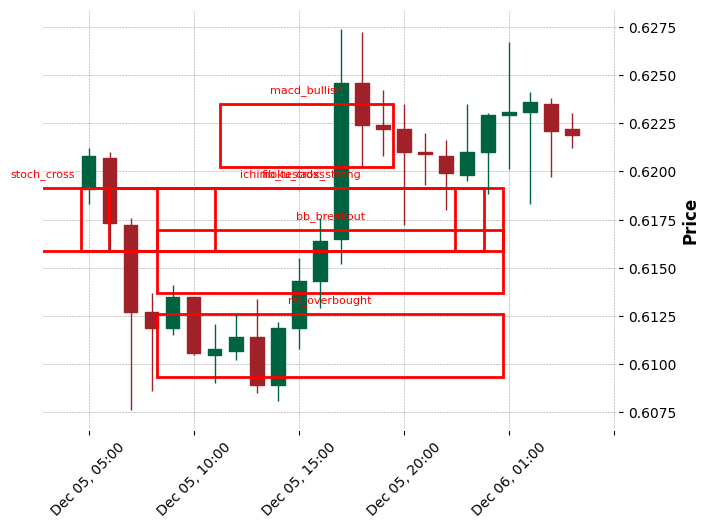 macd_bullish
stoch_cross
bb_breakout
rsi_overbought
0.6275
0.6250
0.6225
0.6200
0.6175
0.6150
0.6125
0.6100
0.6075
Price
Dec 05, 05:00
Dec 05, 10:00
Dec 05, 15:00
Dec 05, 20:00
Dec 06, 01:00